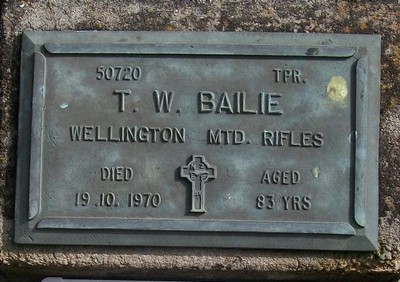 50720 TPR.
T. W. BAILIE
WELLINGTON MTD. RIFLES
DIED AGED
19.10.1970 83 YRS